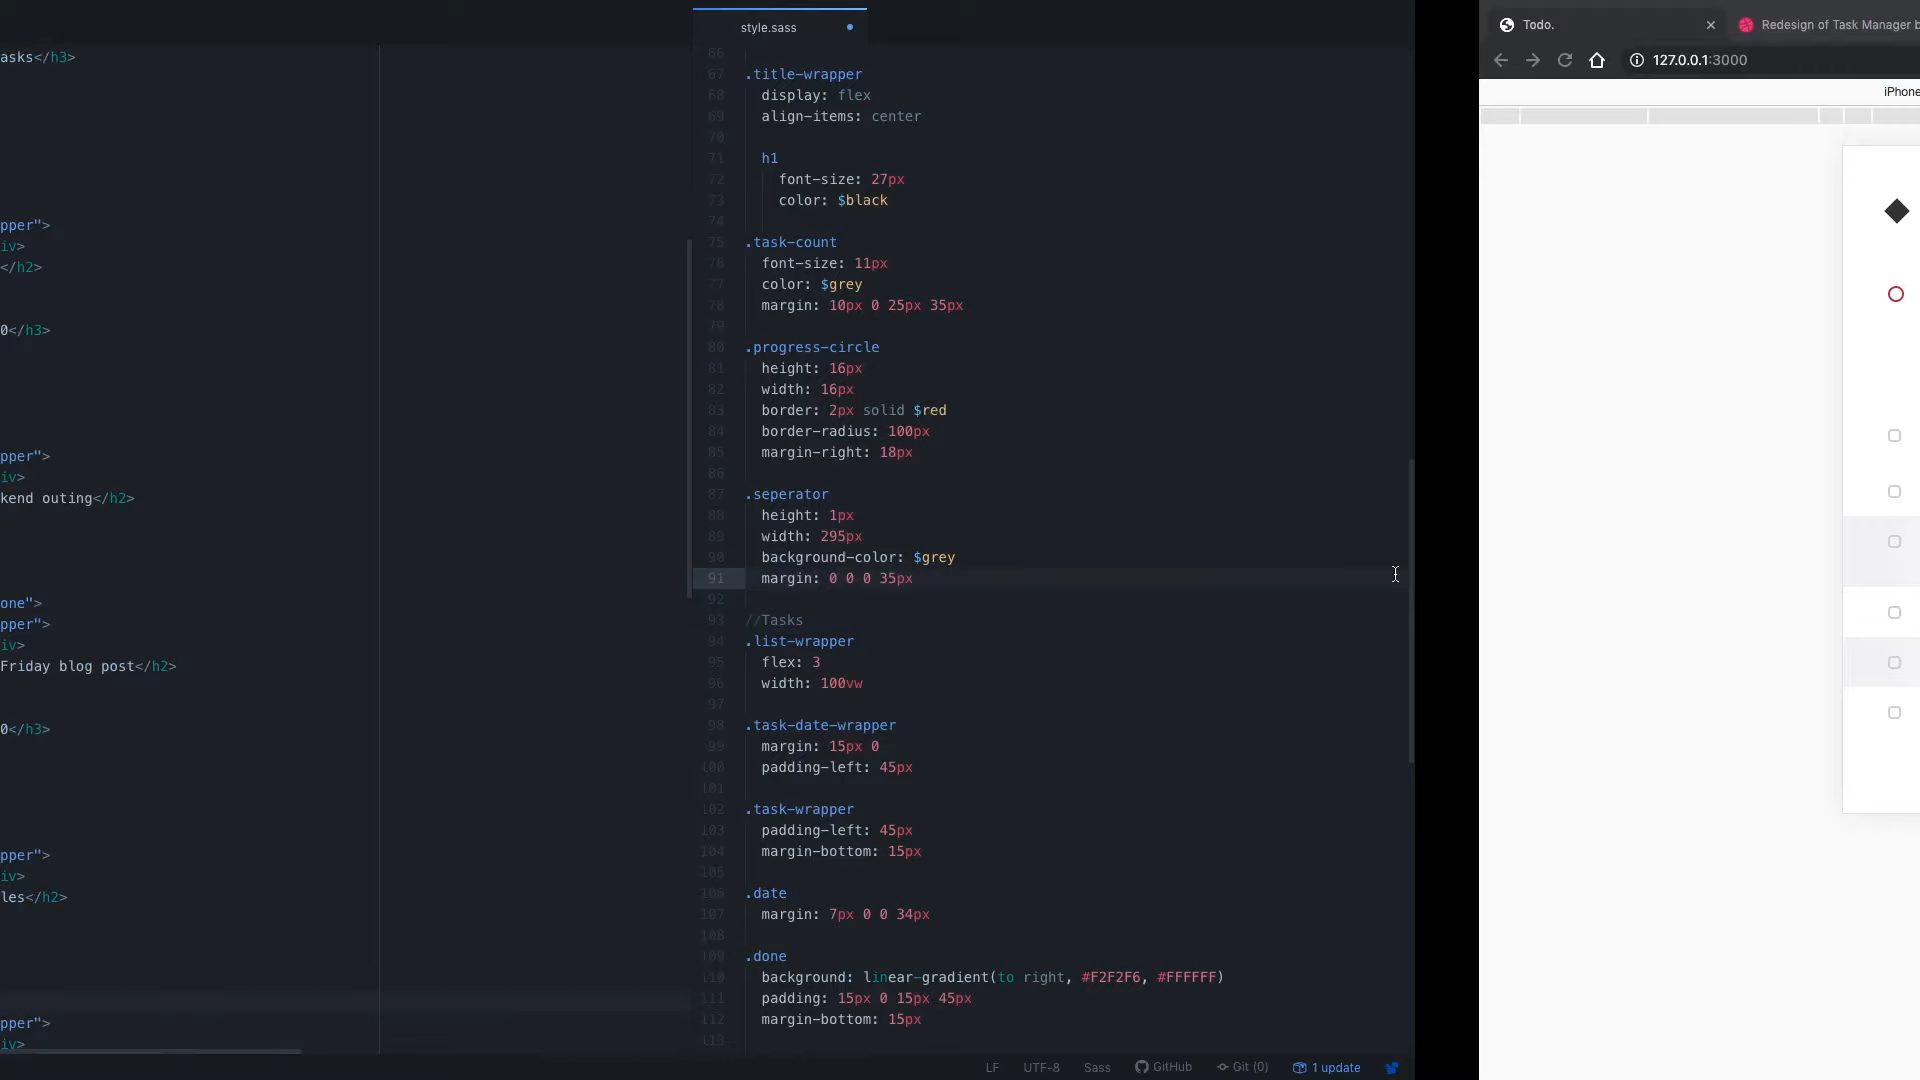 asks</h3>
pper">
iv>
</h2>
0</h3>
pper">
iv>
kend outing</h2>
one">
pper">
iv>
Friday blog post</h2>
0</h3>
pper">
iv>
les</h2>
pper">
iv>
style.sass
66
67 .title-wrapper
68 display: flex
69 align-items: center
70
71 h1
72 font-size: 27px
73 color: $black
74
75 .task-count
76 font-size: 11px
77 color: $grey
78 margin: 10px 0 25px 35px
79
80 .progress-circle
81 height: 16px
82 width: 16px
83 border: 2px solid $red
84 border-radius: 100px
85 margin-right: 18px
86
87 .seperator
88 height: 1px
89 width: 295px
90 background-color: $grey
91 margin: 0 0 0 35px
92
93 //Tasks
94 .list-wrapper
95 flex: 3
96 width: 100vw
97
98 .task-date-wrapper
99 margin: 15px 0
100 padding-left: 45px
101
102 .task-wrapper
103 padding-left: 45px
104 margin-bottom: 15px
105
106 .date
107 margin: 7px 0 0 34px
108
109 .done
110 background: linear-gradient(to right, #F2F2F6, #FFFFFF)
111 padding: 15px 0 15px 45px
112 margin-bottom: 15px
113
LF UTF-8 Sass GitHub Git (0) 1 update
Todo. Redesign of Task Manager b
127.0.0.1:3000
iPhone